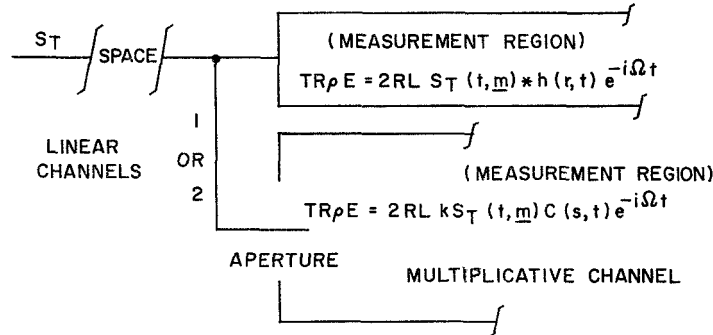 S_T
SPACE
(MEASUREMENT REGION)
TRρE = 2RL S_T (t,m) * h(r,t) e^{-iΩt}
LINEAR
CHANNELS
1
OR
2
(MEASUREMENT REGION)
TRρE = 2RL kS_T (t,m) C (s,t) e^{-iΩt}
APERTURE
MULTIPLICATIVE CHANNEL